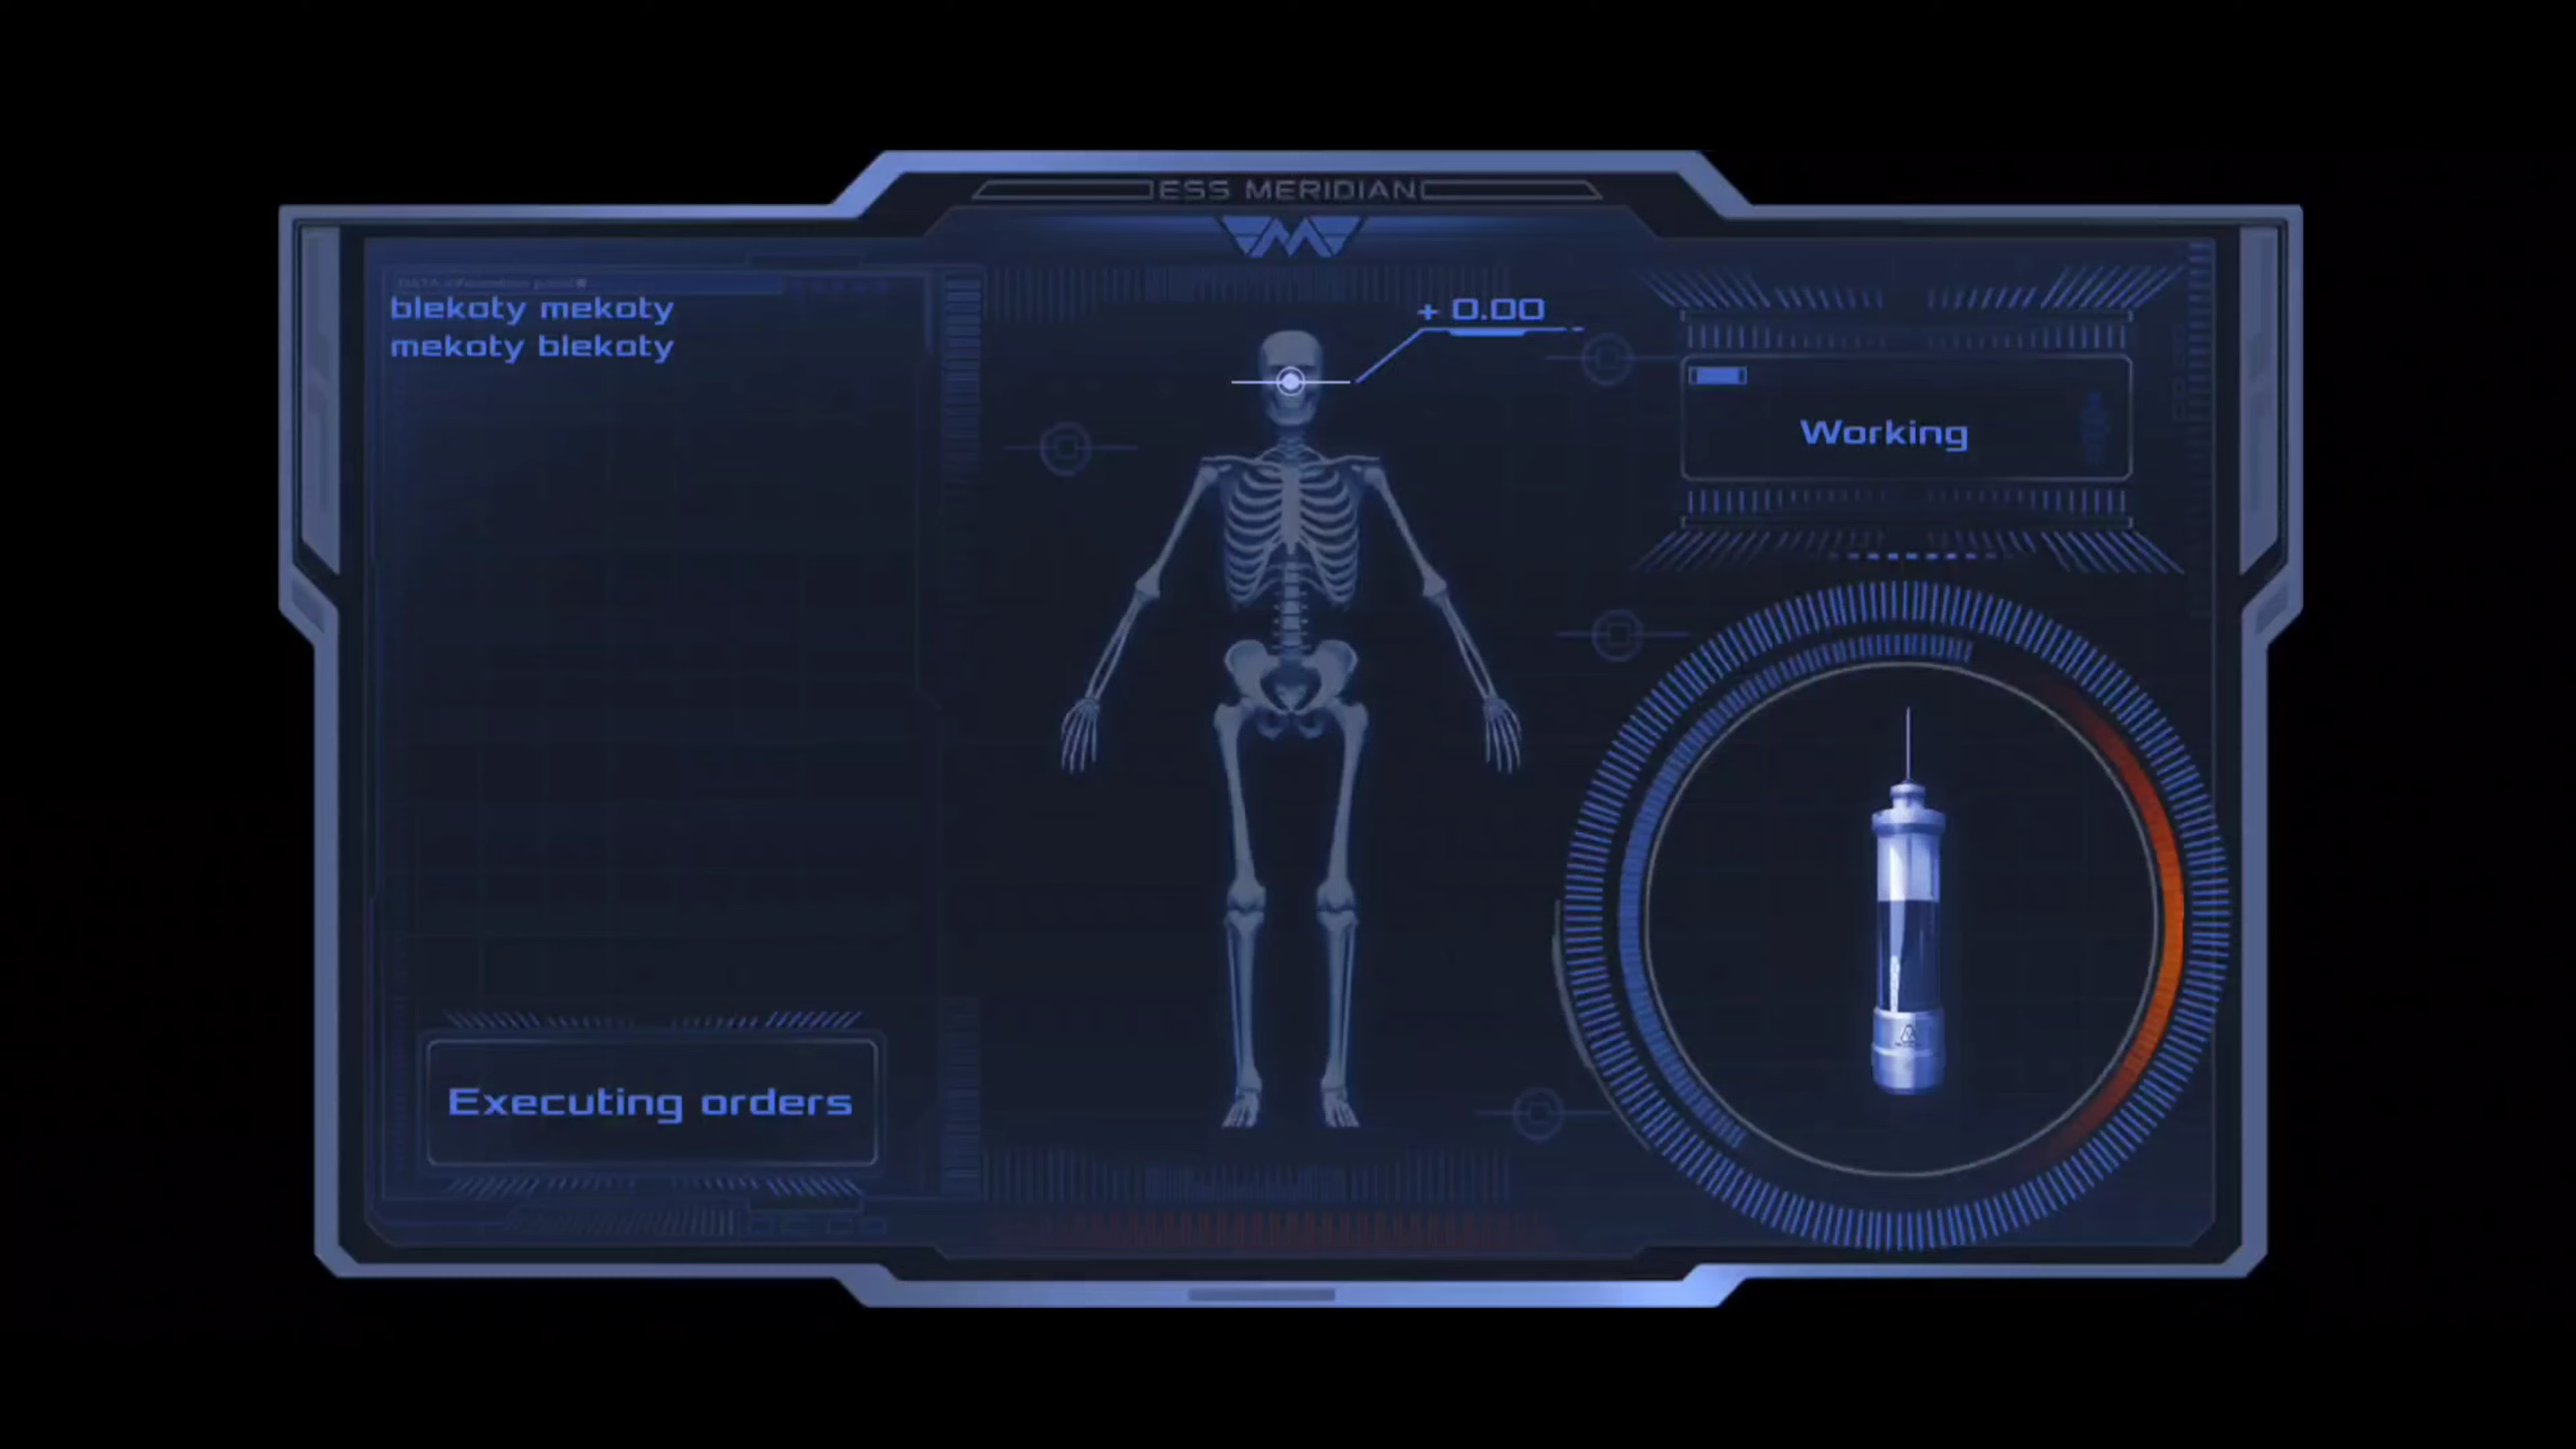 ESS MERIDIAN
blekoty mekoty
mekoty blekoty
+ 0.00
Working
Executing orders